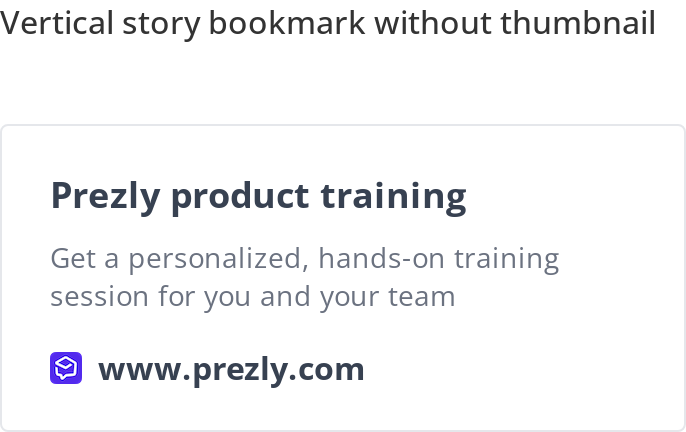 Vertical story bookmark without thumbnail
Prezly product training
Get a personalized, hands-on training
session for you and your team
www.prezly.com